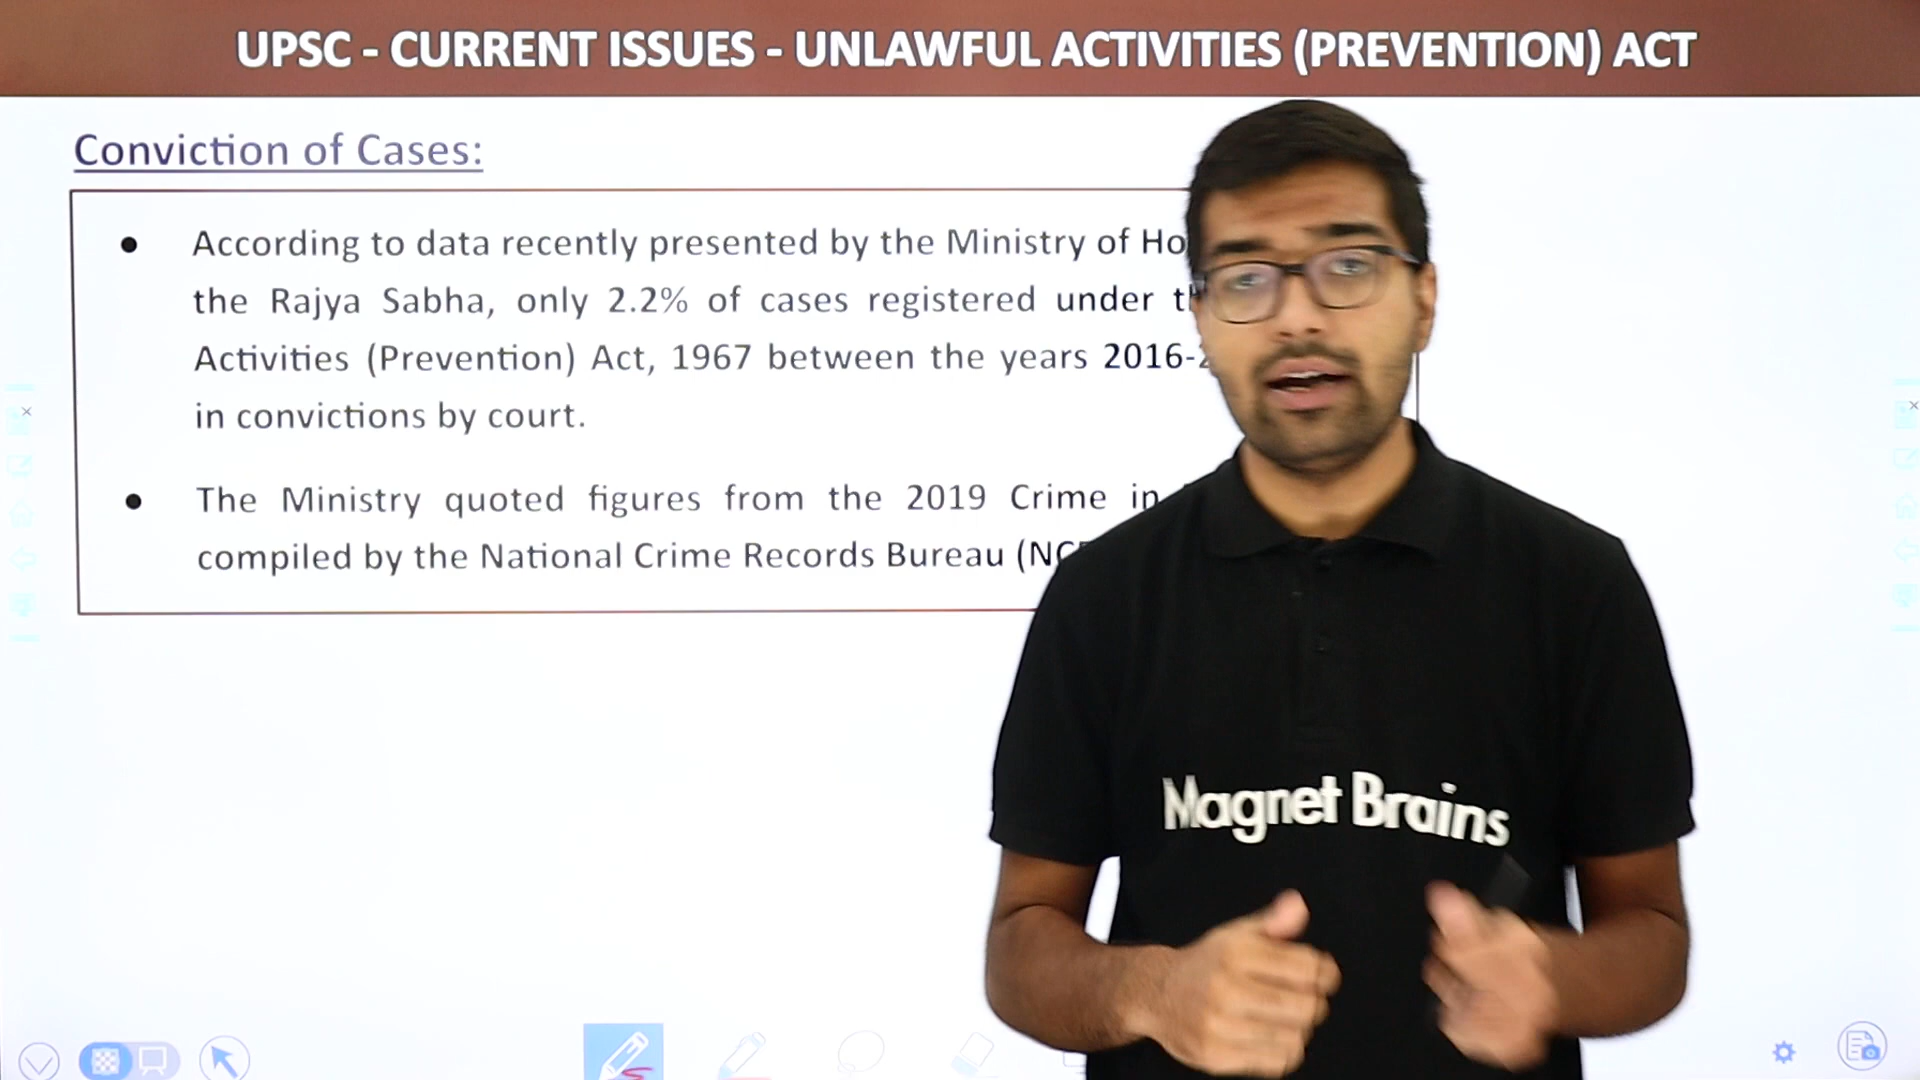 UPSC - CURRENT ISSUES - UNLAWFUL ACTIVITIES (PREVENTION) ACT
Conviction of Cases:
According to data recently presented by the Ministry of
the Rajya Sabha, only 2.2% of cases registered under
Activities (Prevention) Act, 1967 between the years 2016-
in convictions by court.
The Ministry quoted figures from the 2019 Crime in
compiled by the National Crime Records Bureau
Magnet Brains